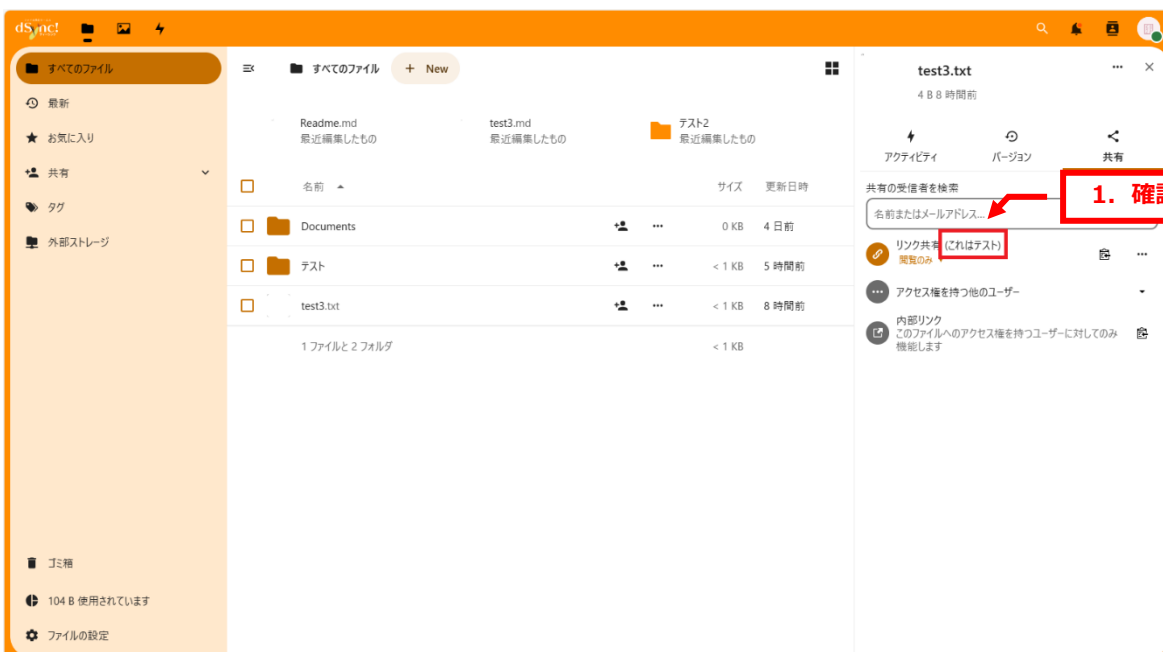 dSync!
すべてのファイル
最新
お気に入り
共有
タグ
外部ストレージ
ゴミ箱
104 B 使用されています
ファイルの設定
すべてのファイル
+ New
Readme.md
最近編集したもの
test3.md
最近編集したもの
テスト2
最近編集したもの
名前 サイズ 更新日時
Documents 0 KB 4 日前
テスト < 1 KB 5 時間前
test3.txt < 1 KB 8 時間前
1 ファイルと 2 フォルダ < 1 KB
test3.txt
4 B 8 時間前
アクティビティ バージョン 共有
共有の受信者を検索
1. 確認
名前またはメールアドレス...
リンク共有 (これはテスト)
閲覧のみ
アクセス権を持つ他のユーザー
内部リンク
このファイルへのアクセス権を持つユーザーに対してのみ
機能します